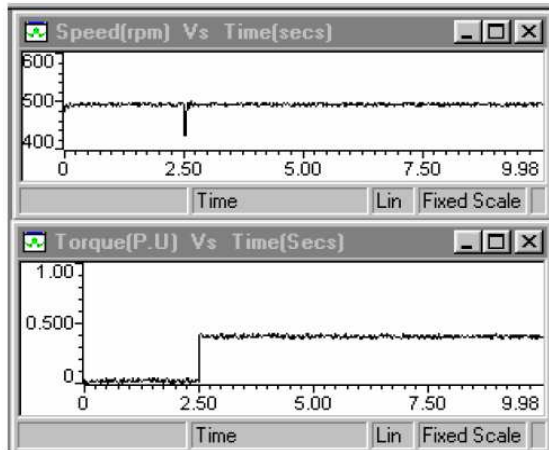 Speed(rpm) Vs Time(secs)
600
500
400
0 2.50 5.00 7.50 9.98
Time Lin Fixed Scale
Torque(P.U) Vs Time(Secs)
1.00
0.500
0
0 2.50 5.00 7.50 9.98
Time Lin Fixed Scale